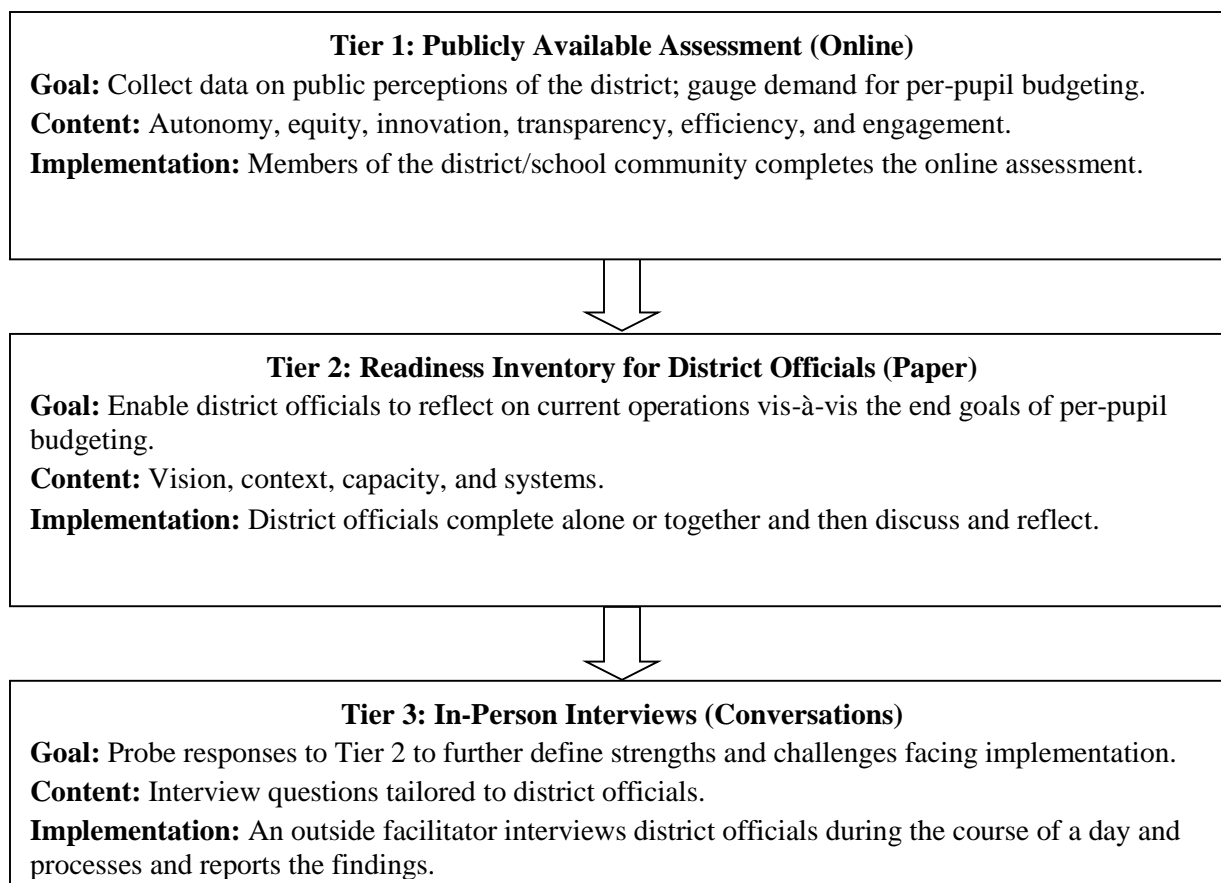 Tier 1: Publicly Available Assessment (Online)
Goal: Collect data on public perceptions of the district; gauge demand for per-pupil budgeting.
Content: Autonomy, equity, innovation, transparency, efficiency, and engagement.
Implementation: Members of the district/school community completes the online assessment.
Tier 2: Readiness Inventory for District Officials (Paper)
Goal: Enable district officials to reflect on current operations vis-à-vis the end goals of per-pupil
budgeting.
Content: Vision, context, capacity, and systems.
Implementation: District officials complete alone or together and then discuss and reflect.
Tier 3: In-Person Interviews (Conversations)
Goal: Probe responses to Tier 2 to further define strengths and challenges facing implementation.
Content: Interview questions tailored to district officials.
Implementation: An outside facilitator interviews district officials during the course of a day and
processes and reports the findings.